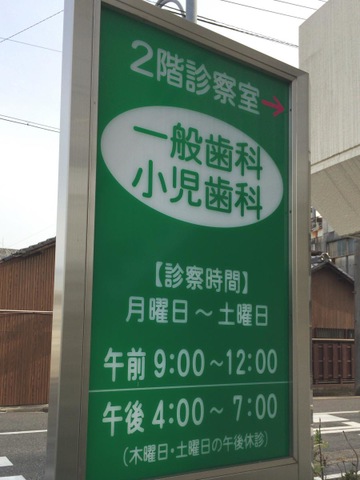 2階診察室→
一般歯科
小児歯科
【診察時間】
月曜日～土曜日
午前9:00～12:00
午後4:00～7:00
(木曜日・土曜日の午後休診)